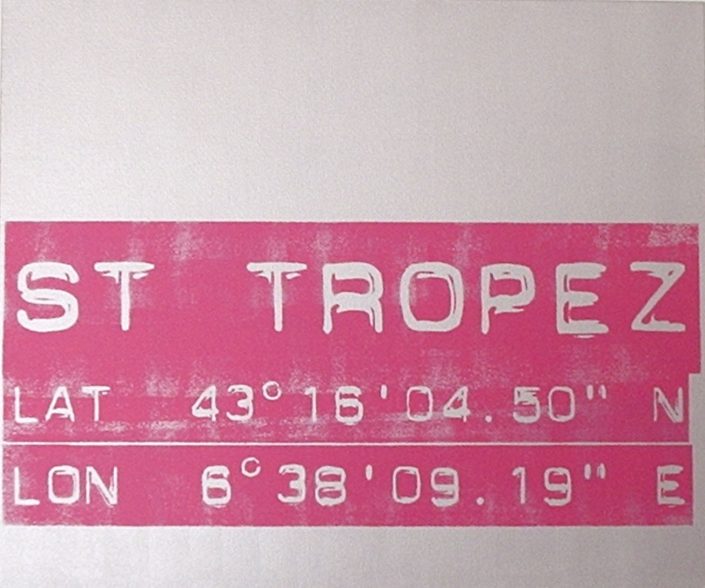 ST TROPEZ
LAT 43°16'04.50" N
LON 6°38'09.19" E